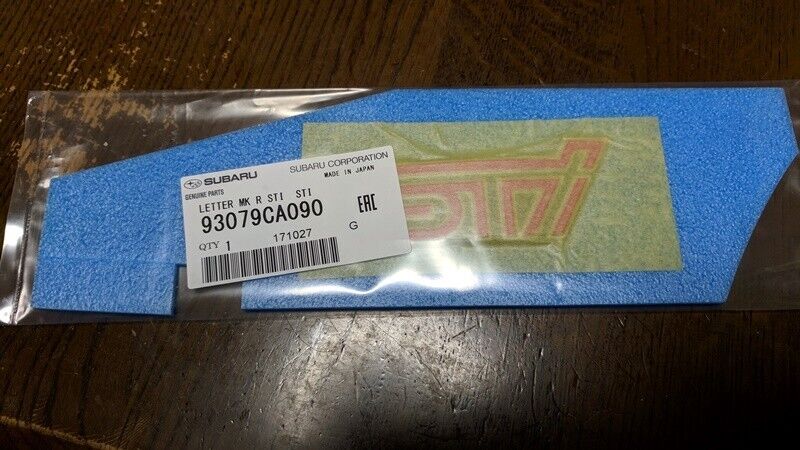 SUBARU
SUBARU CORPORATION
GENUINE PARTS
MADE IN JAPAN
LETTER MK R STI STI
93079CA090
EAC
QTY 1
171027
G
STI